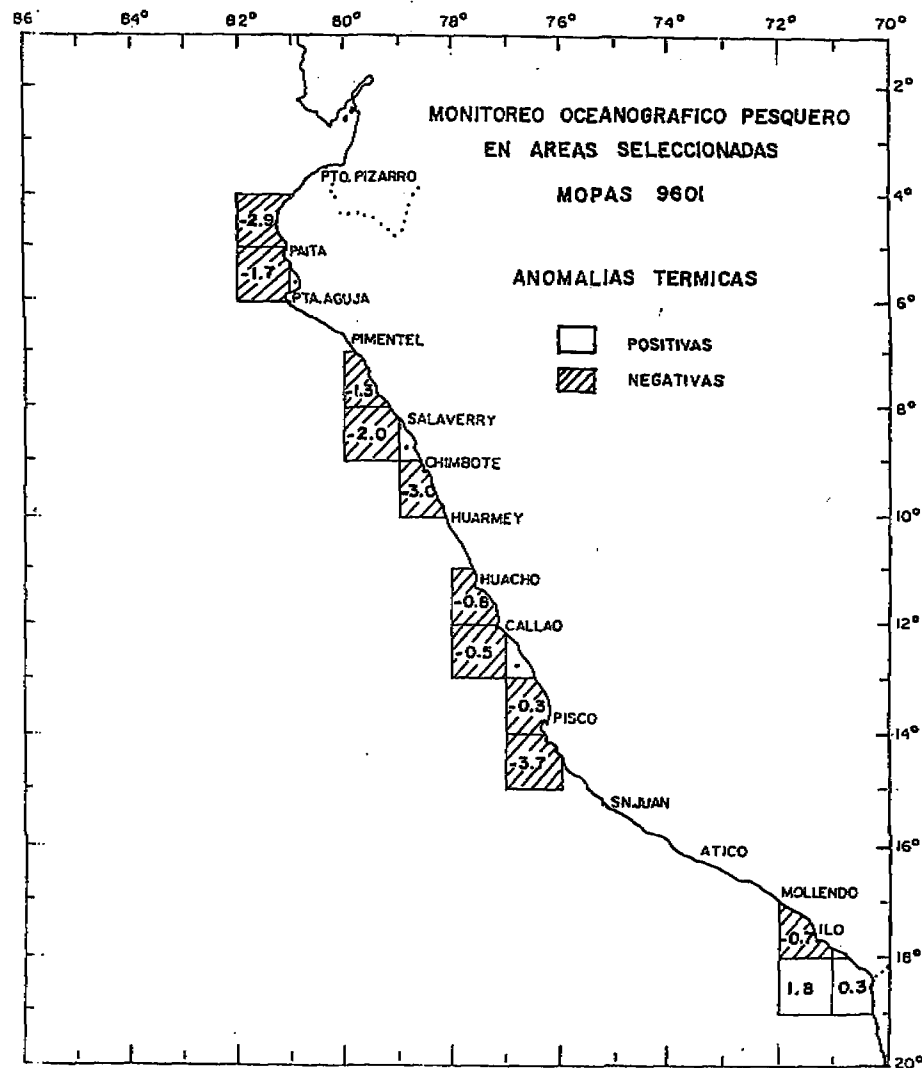 86° 84° 82° 80° 78° 76° 74° 72° 70°
2°
MONITOREO OCEANOGRAFICO PESQUERO
EN AREAS SELECCIONADAS
MOPAS 9601
PTO. PIZARRO
4°
-2.9
PAITA
-1.7
ANOMALIAS TERMICAS
PTA. AGUJA
6°
PIMENTEL
POSITIVAS
NEGATIVAS
-1.3
8°
SALAVERRY
-2.0
CHIMBOTE
-3.0
HUARMEY
10°
HUACHO
-0.8
CALLAO
12°
-0.5
-0.3
PISCO
14°
-3.7
SN.JUAN
ATICO
16°
MOLLENDO
ILO
-0.7
18°
1.8 0.3
20°